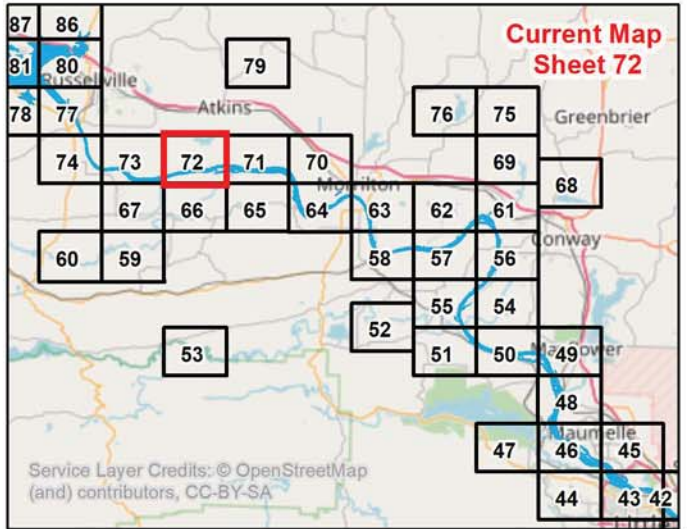 87 86
Current Map
Sheet 72
81 80
Russellville
79
Atkins
78 77
76 75
Greenbrier
74 73 72 71 70
69
68
Morrilton
67 66 65 64 63 62 61
Conway
60 59 58 57 56
55 54
52
53
51 50 49
48
Maumelle
47 46 45
Service Layer Credits: © OpenStreetMap
(and) contributors, CC-BY-SA
44 43 42